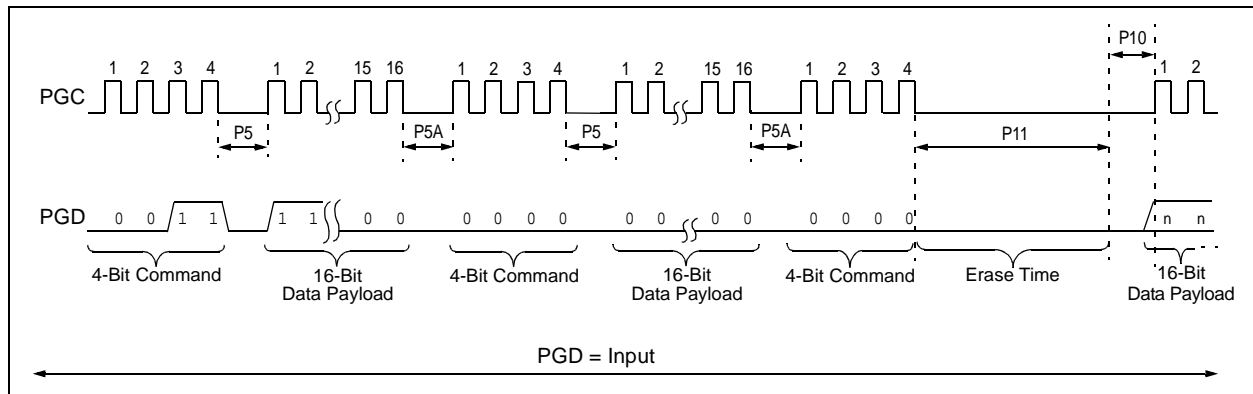 P10
1 2 3 4 1 2 15 16 1 2 3 4 1 2 15 16 1 2 3 4 1 2
PGC
P5 P5A P5 P5A P11
PGD 0 0 1 1 1 1 0 0 0 0 0 0 0 0 0 0 0 0 0 0 n n
4-Bit Command 16-Bit Data Payload 4-Bit Command 16-Bit Data Payload 4-Bit Command Erase Time 16-Bit Data Payload
PGD = Input